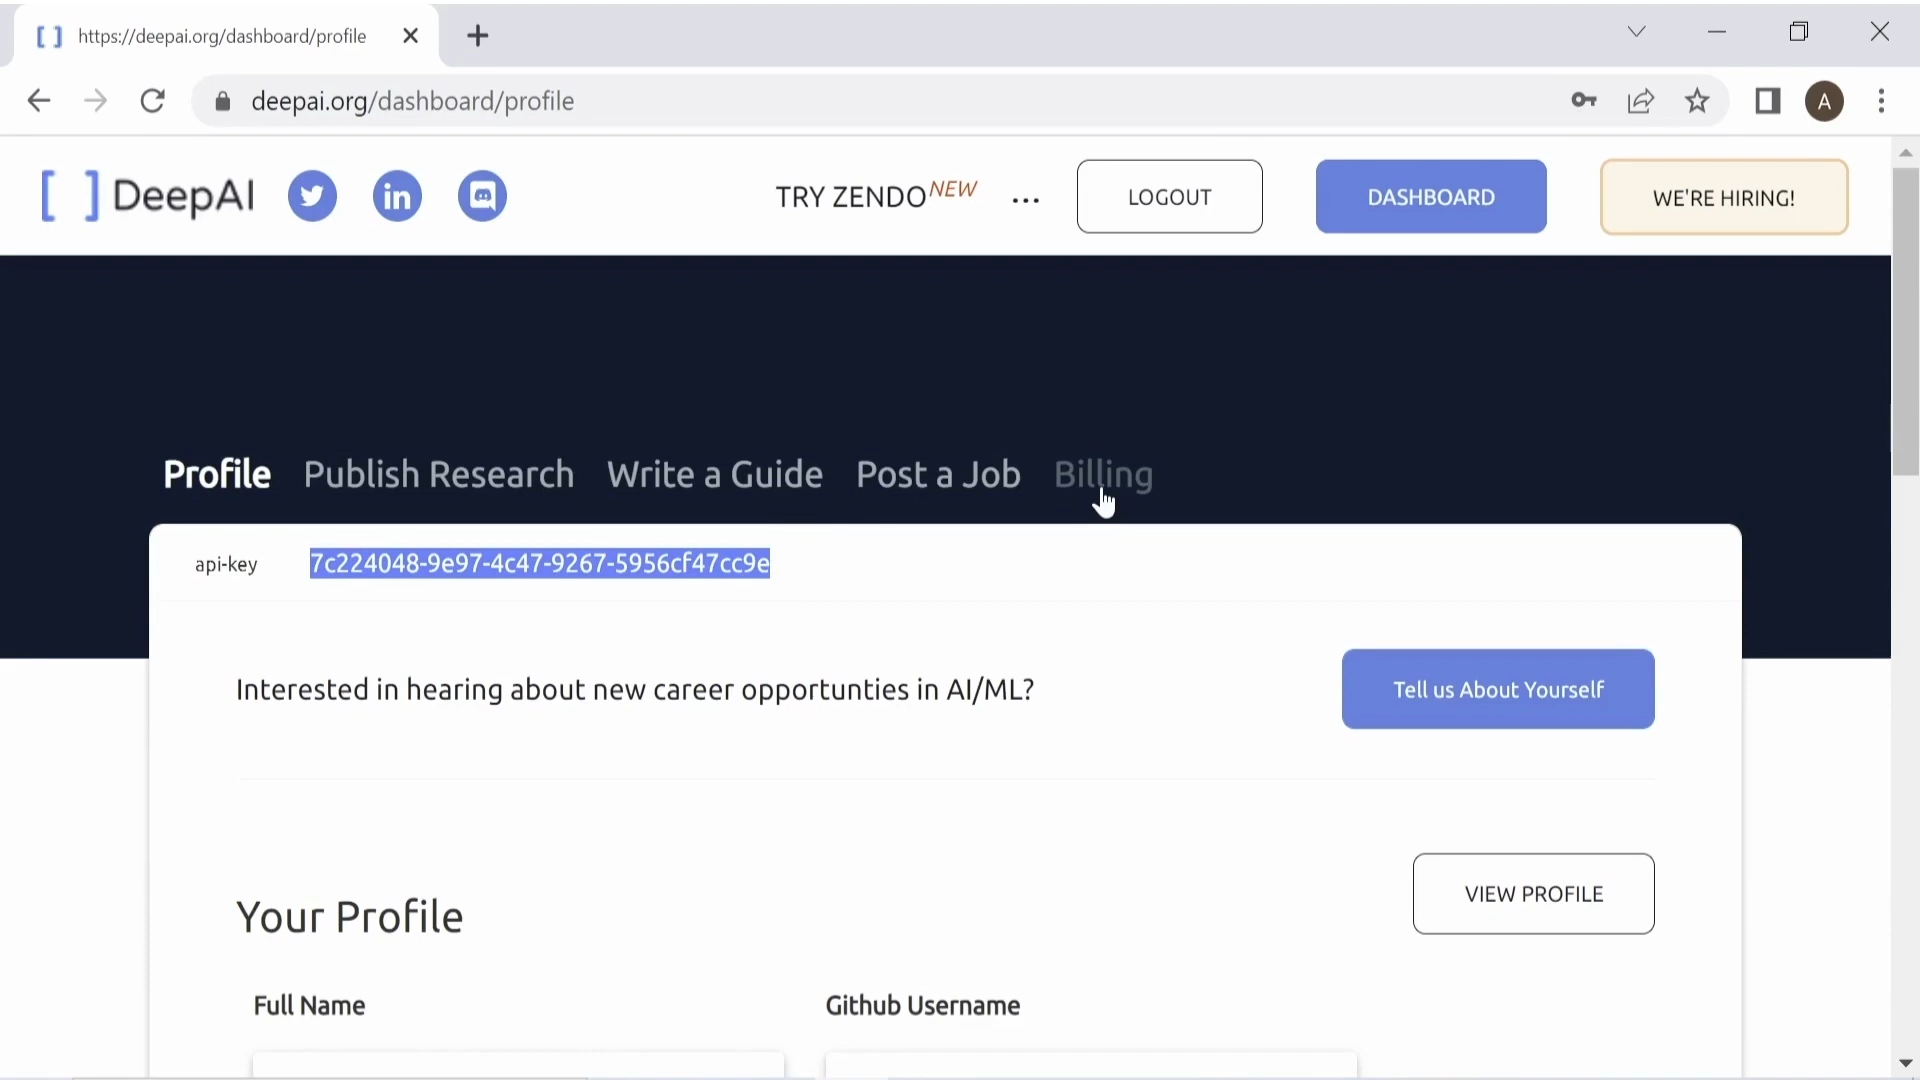 https://deepai.org/dashboard/profile
deepai.org/dashboard/profile
A
[ ] DeepAI
in
TRY ZENDO NEW
...
LOGOUT
DASHBOARD
WE'RE HIRING!
Profile
Publish Research
Write a Guide
Post a Job
Billing
api-key
7c224048-9e97-4c47-9267-5956cf47cc9e
Interested in hearing about new career opportunties in AI/ML?
Tell us About Yourself
Your Profile
VIEW PROFILE
Full Name
Github Username